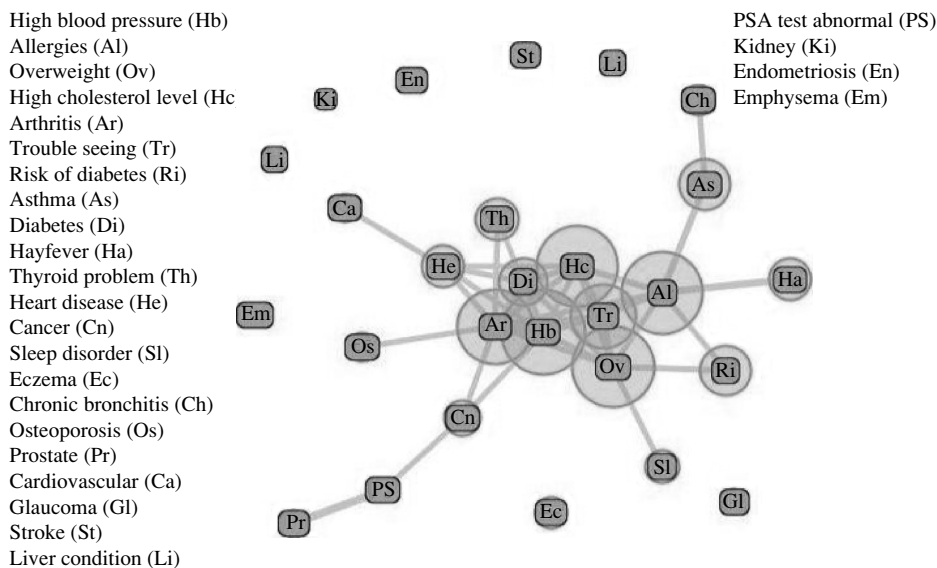 High blood pressure (Hb)
Allergies (Al)
Overweight (Ov)
High cholesterol level (Hc
Arthritis (Ar)
Trouble seeing (Tr)
Risk of diabetes (Ri)
Asthma (As)
Diabetes (Di)
Hayfever (Ha)
Thyroid problem (Th)
Heart disease (He)
Cancer (Cn)
Sleep disorder (Sl)
Eczema (Ec)
Chronic bronchitis (Ch)
Osteoporosis (Os)
Prostate (Pr)
Cardiovascular (Ca)
Glaucoma (Gl)
Stroke (St)
Liver condition (Li)
PSA test abnormal (PS)
Kidney (Ki)
Endometriosis (En)
Emphysema (Em)
St
Li
En
Ki
Ch
Li
As
Ca
Th
He
Hc
Di
Al
Ha
Em
Ar
Hb
Tr
Os
Ov
Ri
Cn
Sl
PS
Gl
Pr
Ec